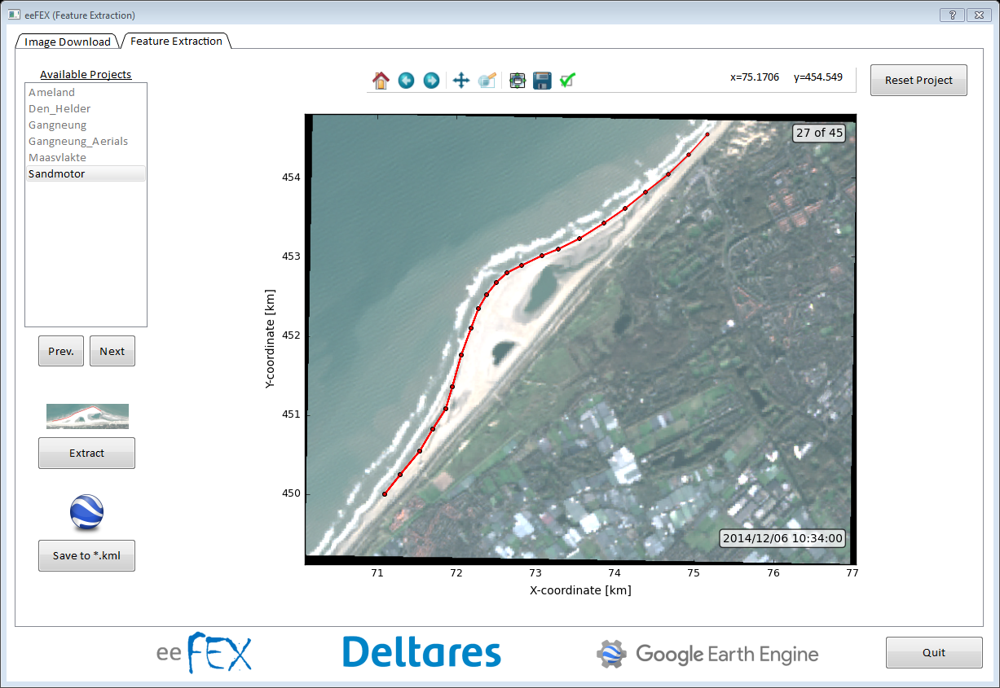 eeFEX (Feature Extraction)
?
Image Download
Feature Extraction
Available Projects
Ameland
Den_Helder
Gangneung
Gangneung_Aerials
Maasvlakte
Sandmotor
Prev.
Next
Extract
Save to *.kml
x=75.1706 y=454.549
Reset Project
27 of 45
454
453
452
451
450
Y-coordinate [km]
2014/12/06 10:34:00
71 72 73 74 75 76 77
X-coordinate [km]
ee FEX
Deltares
Google Earth Engine
Quit